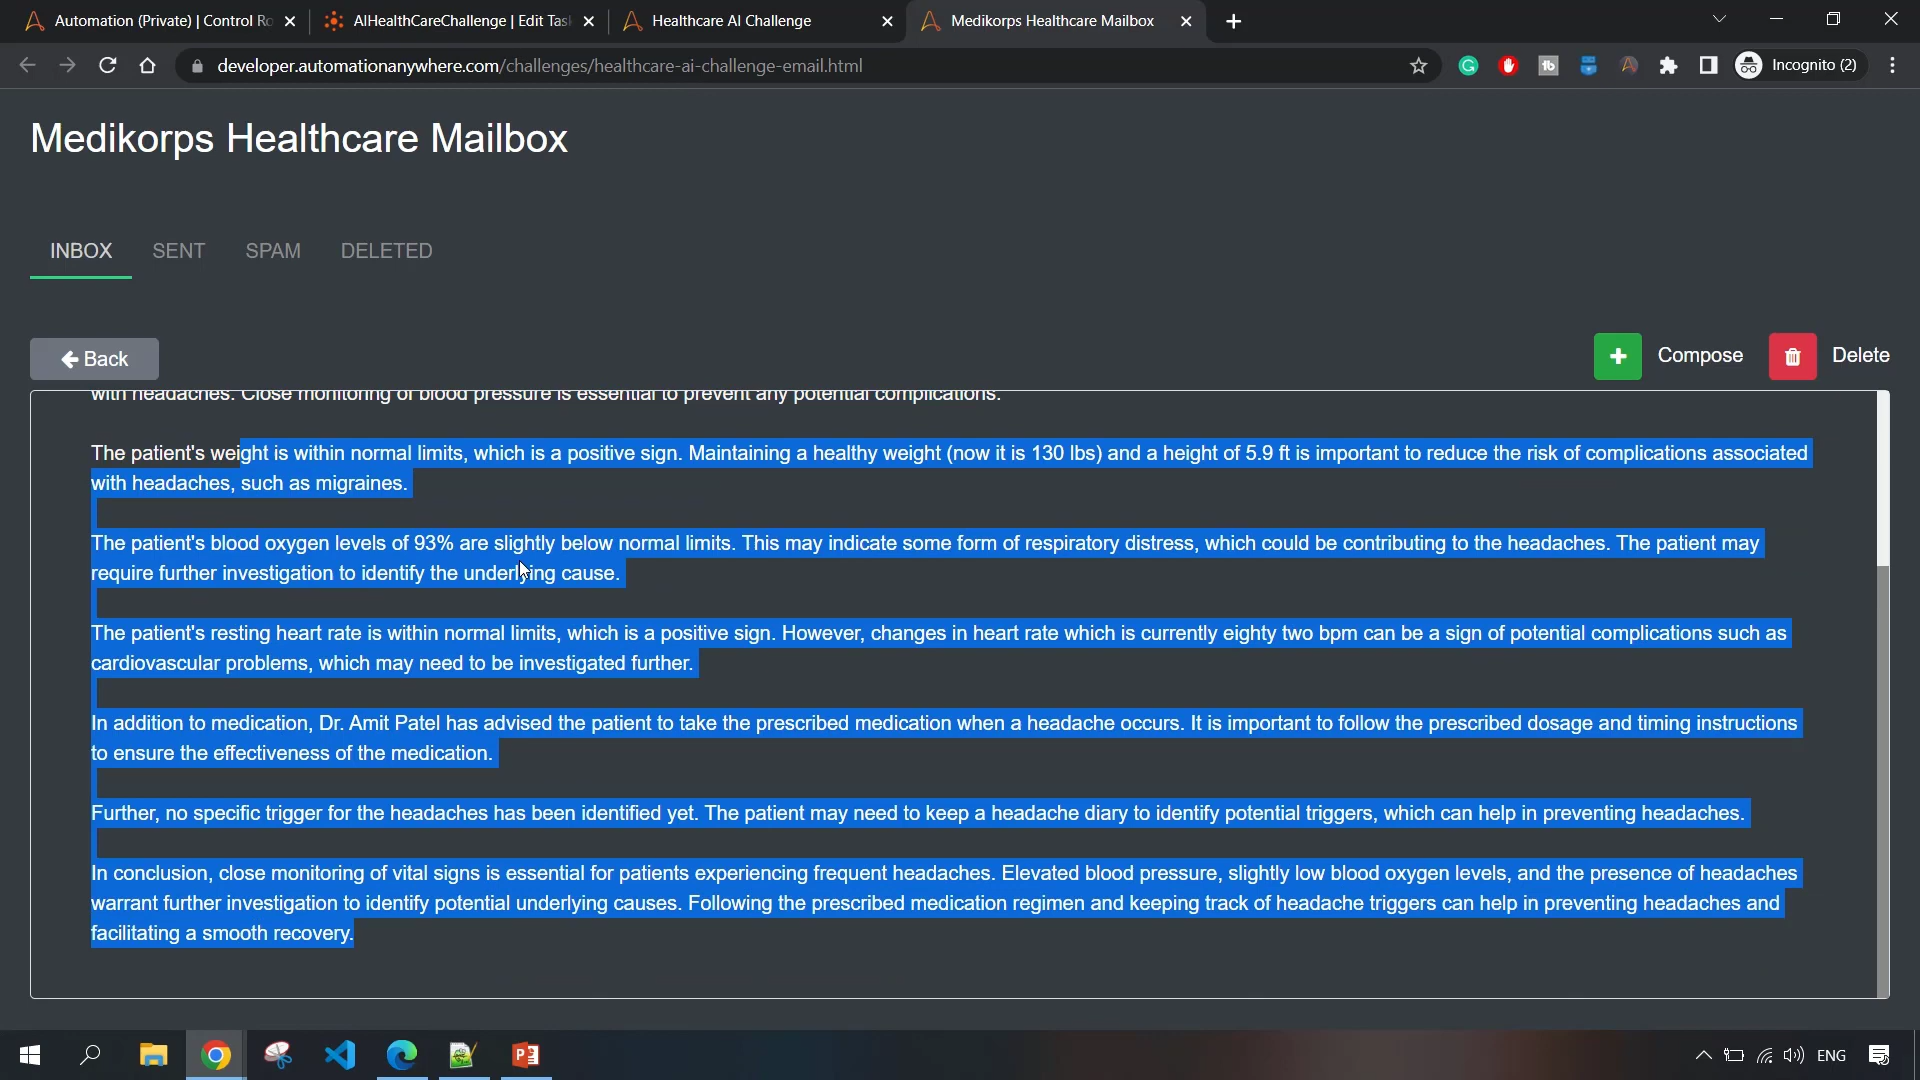 Automation (Private) | Control Ro
AIHealthCareChallenge | Edit Tas
Healthcare AI Challenge
Medikorps Healthcare Mailbox
developer.automationanywhere.com/challenges/healthcare-ai-challenge-email.html
Incognito (2)
Medikorps Healthcare Mailbox
INBOX SENT SPAM DELETED
Back
Compose
Delete
with headaches. Close monitoring of blood pressure is essential to prevent any potential complications.
The patient's weight is within normal limits, which is a positive sign. Maintaining a healthy weight (now it is 130 lbs) and a height of 5.9 ft is important to reduce the risk of complications associated
with headaches, such as migraines.
The patient's blood oxygen levels of 93% are slightly below normal limits. This may indicate some form of respiratory distress, which could be contributing to the headaches. The patient may
require further investigation to identify the underlying cause.
The patient's resting heart rate is within normal limits, which is a positive sign. However, changes in heart rate which is currently eighty two bpm can be a sign of potential complications such as
cardiovascular problems, which may need to be investigated further.
In addition to medication, Dr. Amit Patel has advised the patient to take the prescribed medication when a headache occurs. It is important to follow the prescribed dosage and timing instructions
to ensure the effectiveness of the medication.
Further, no specific trigger for the headaches has been identified yet. The patient may need to keep a headache diary to identify potential triggers, which can help in preventing headaches.
In conclusion, close monitoring of vital signs is essential for patients experiencing frequent headaches. Elevated blood pressure, slightly low blood oxygen levels, and the presence of headaches
warrant further investigation to identify potential underlying causes. Following the prescribed medication regimen and keeping track of headache triggers can help in preventing headaches and
facilitating a smooth recovery.
ENG